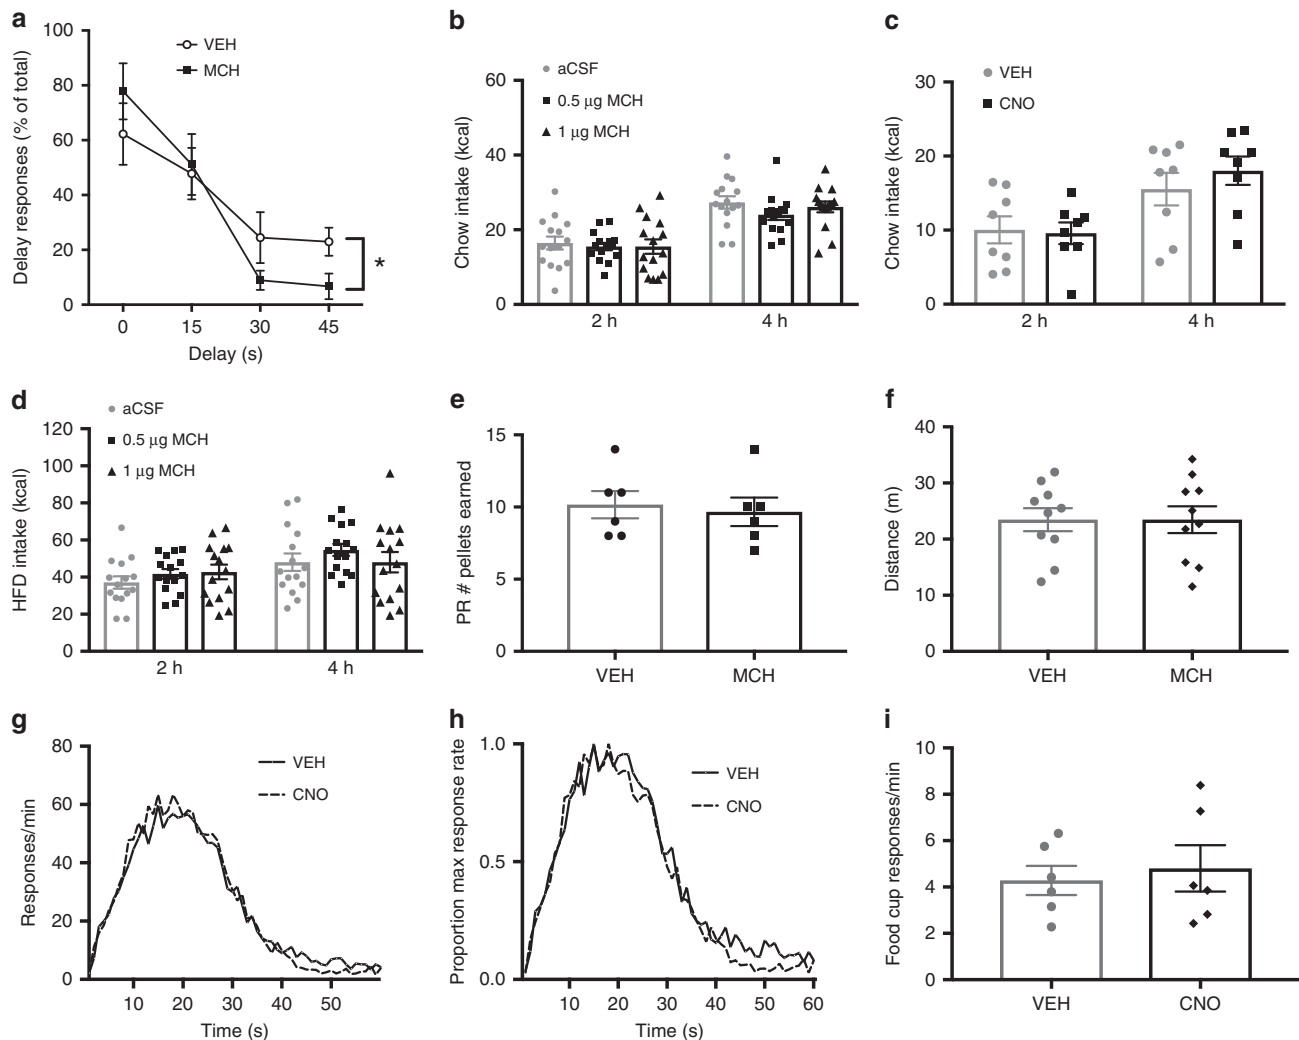 a
100
80
60
40
20
0
Delay responses (% of total)
VEH
MCH
*
0 15 30 45
Delay (s)
b
60
40
20
0
Chow intake (kcal)
aCSF
0.5 µg MCH
1 µg MCH
2 h 4 h
c
30
20
10
0
Chow intake (kcal)
VEH
CNO
2 h 4 h
d
120
100
80
60
40
20
0
HFD intake (kcal)
aCSF
0.5 µg MCH
1 µg MCH
2 h 4 h
e
15
10
5
0
PR # pellets earned
VEH MCH
f
40
30
20
10
0
Distance (m)
VEH MCH
g
80
60
40
20
0
Responses/min
VEH
CNO
10 20 30 40 50
Time (s)
h
1.0
0.5
0.0
Proportion max response rate
VEH
CNO
10 20 30 40 50 60
Time (s)
i
10
8
6
4
2
0
Food cup responses/min
VEH CNO